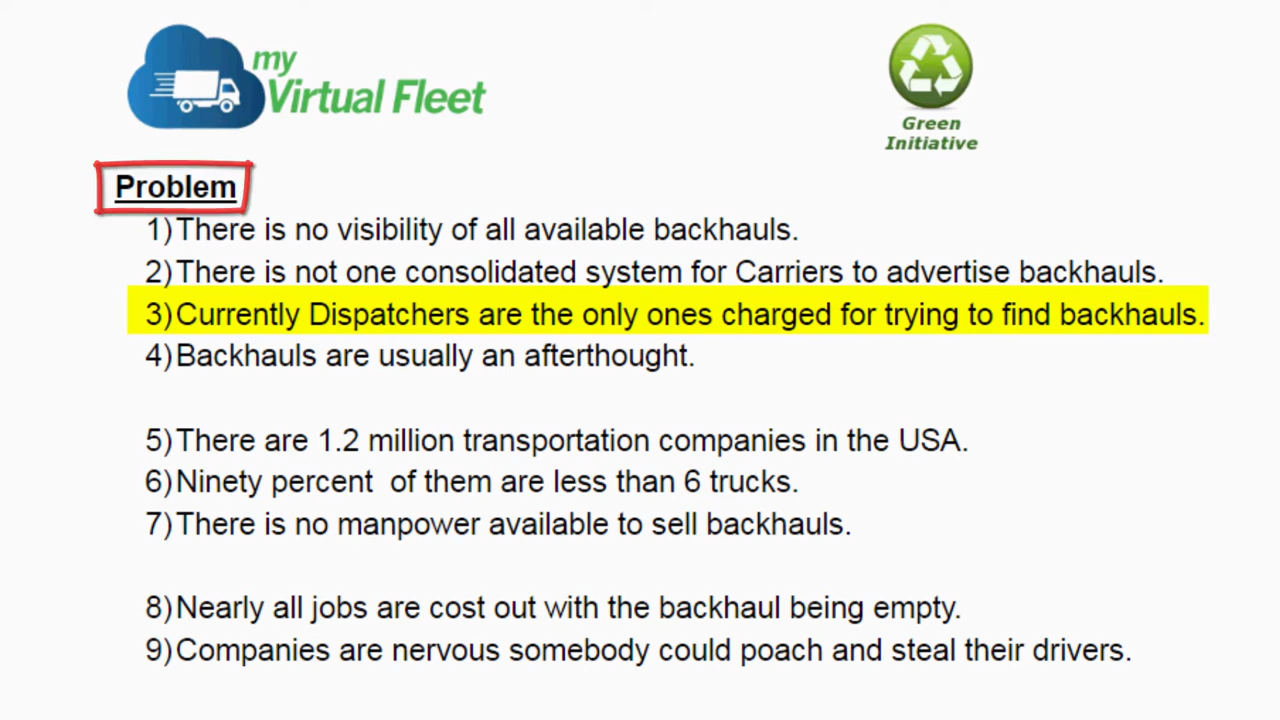 my
Virtual Fleet
Green
Initiative
Problem
1) There is no visibility of all available backhauls.
2) There is not one consolidated system for Carriers to advertise backhauls.
3) Currently Dispatchers are the only ones charged for trying to find backhauls.
4) Backhauls are usually an afterthought.
5) There are 1.2 million transportation companies in the USA.
6) Ninety percent  of them are less than 6 trucks.
7) There is no manpower available to sell backhauls.
8) Nearly all jobs are cost out with the backhaul being empty.
9) Companies are nervous somebody could poach and steal their drivers.